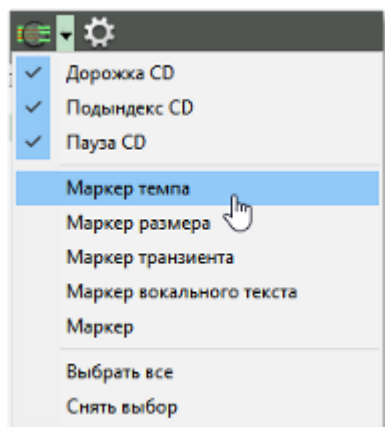 Дорожка CD
Подындекс CD
Пауза CD
Маркер темпа
Маркер размера
Маркер транзиента
Маркер вокального текста
Маркер
Выбрать все
Снять выбор